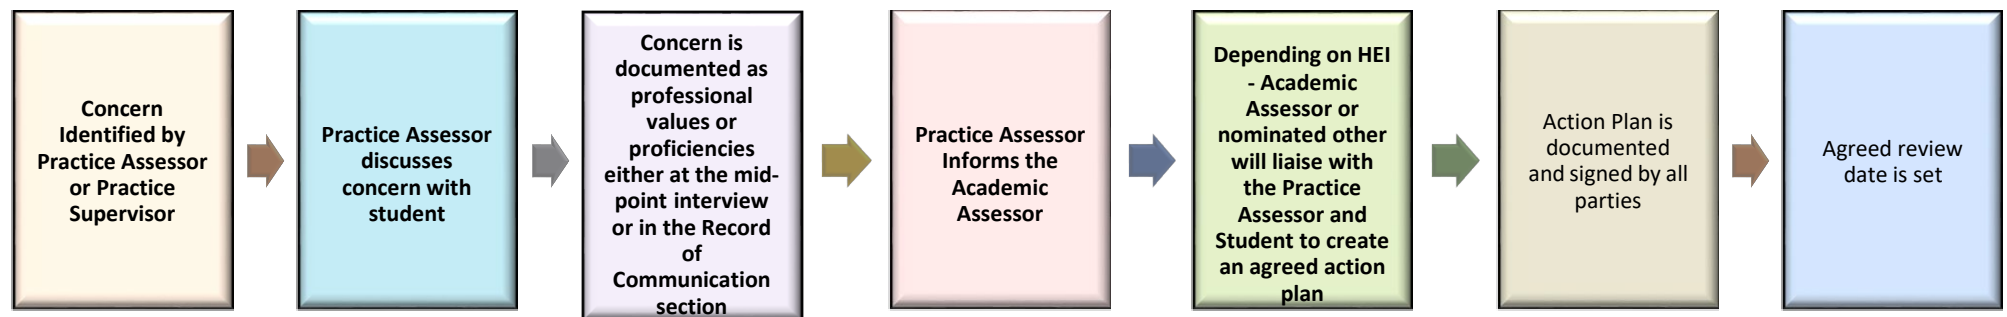 Concern
Identified by
Practice Assessor
or Practice
Supervisor
Practice Assessor
discusses
concern with
student
Concern is
documented as
professional
values or
proficiencies
either at the mid-
point interview
or in the Record
of
Communication
section
Practice Assessor
Informs the
Academic
Assessor
Depending on HEI
- Academic
Assessor or
nominated other
will liaise with
the Practice
Assessor and
Student to create
an agreed action
plan
Action Plan is
documented
and signed by all
parties
Agreed review
date is set